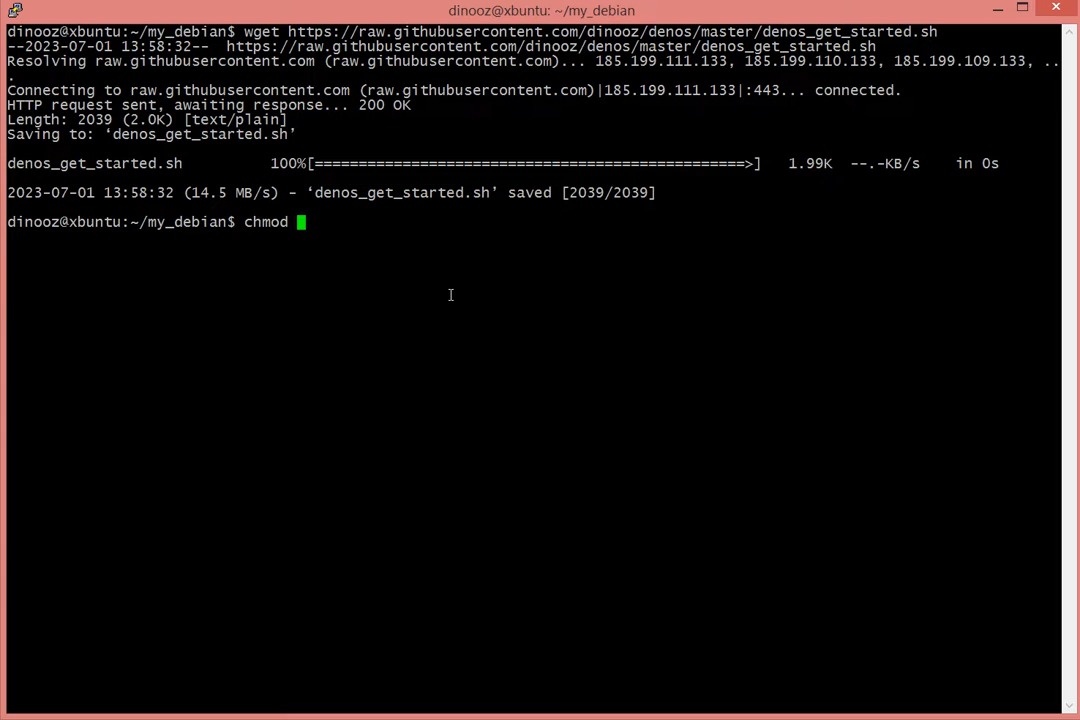 dinooz@xbuntu: ~/my_debian
dinooz@xbuntu:~/my_debian$ wget https://raw.githubusercontent.com/dinooz/denos/master/denos_get_started.sh
--2023-07-01 13:58:32--  https://raw.githubusercontent.com/dinooz/denos/master/denos_get_started.sh
Resolving raw.githubusercontent.com (raw.githubusercontent.com)... 185.199.111.133, 185.199.110.133, 185.199.109.133, ..
.
Connecting to raw.githubusercontent.com (raw.githubusercontent.com)|185.199.111.133|:443... connected.
HTTP request sent, awaiting response... 200 OK
Length: 2039 (2.0K) [text/plain]
Saving to: ‘denos_get_started.sh’
denos_get_started.sh          100%[=================================================>]   1.99K  --.-KB/s    in 0s
2023-07-01 13:58:32 (14.5 MB/s) - ‘denos_get_started.sh’ saved [2039/2039]
dinooz@xbuntu:~/my_debian$ chmod